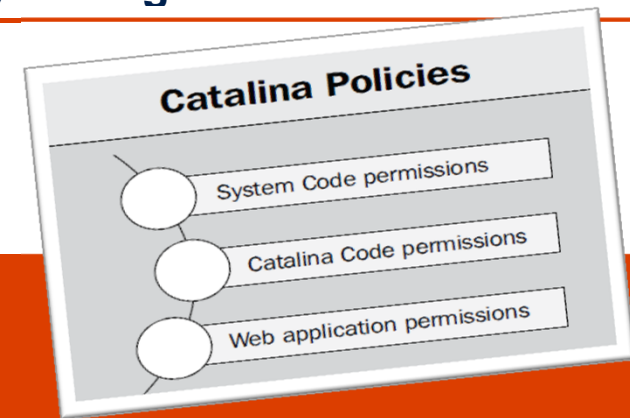 Catalina Policies
System Code permissions
Catalina Code permissions
Web application permissions